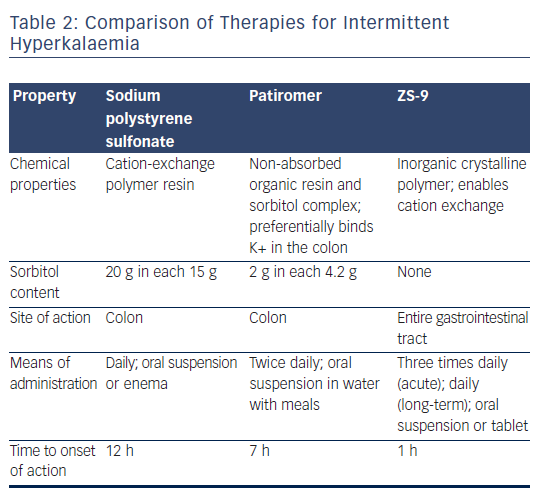 Table 2: Comparison of Therapies for Intermittent
Hyperkalaemia
Property Sodium polystyrene sulfonate Patiromer ZS-9
Chemical properties Cation-exchange polymer resin Non-absorbed organic resin and sorbitol complex; preferentially binds K+ in the colon Inorganic crystalline polymer; enables cation exchange
Sorbitol content 20 g in each 15 g 2 g in each 4.2 g None
Site of action Colon Colon Entire gastrointestinal tract
Means of administration Daily; oral suspension or enema Twice daily; oral suspension in water with meals Three times daily (acute); daily (long-term); oral suspension or tablet
Time to onset of action 12 h 7 h 1 h